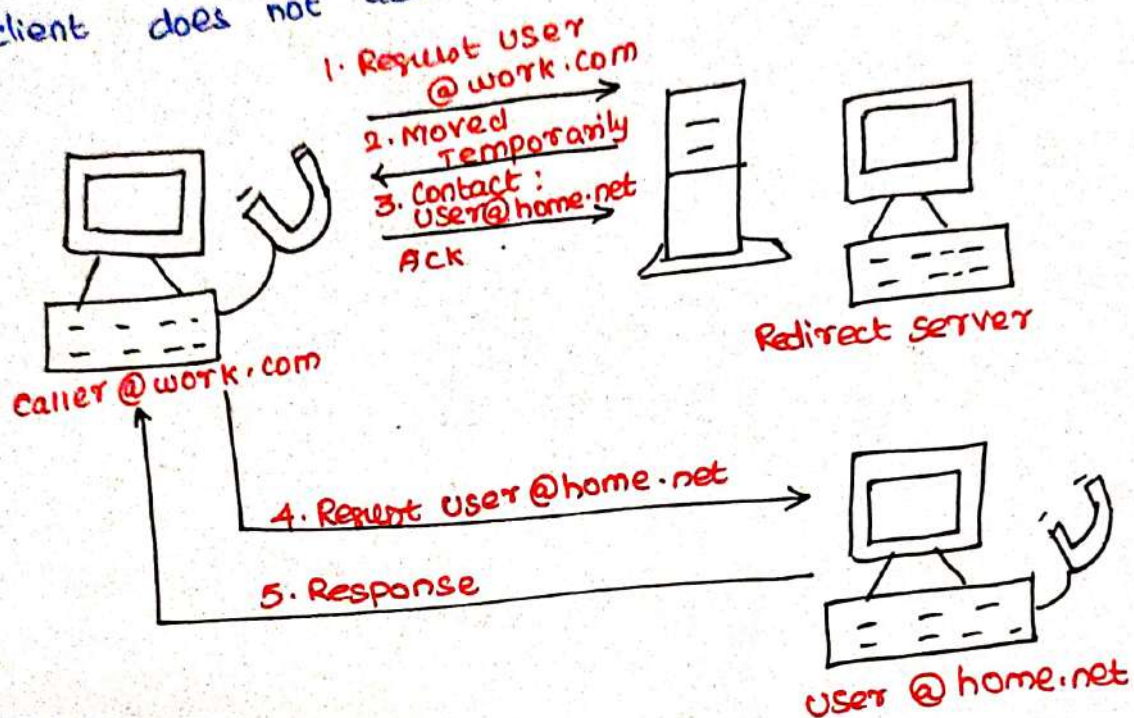 client does not
1. Request user
@ work.com
2. Moved
Temporarily
3. Contact:
user@home.net
ACK
Redirect server
caller @ work.com
4. Request user @home.net
5. Response
user @ home.net